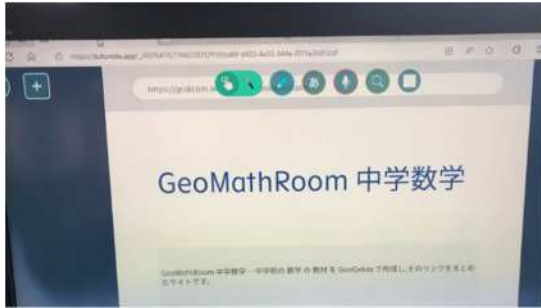 GeoMathRoom 中学数学
GeoMathRoom 中学数学…中学校の 数学 の 教材 を GeoGebra で作成し、そのリンクをまとめ
たサイトです。